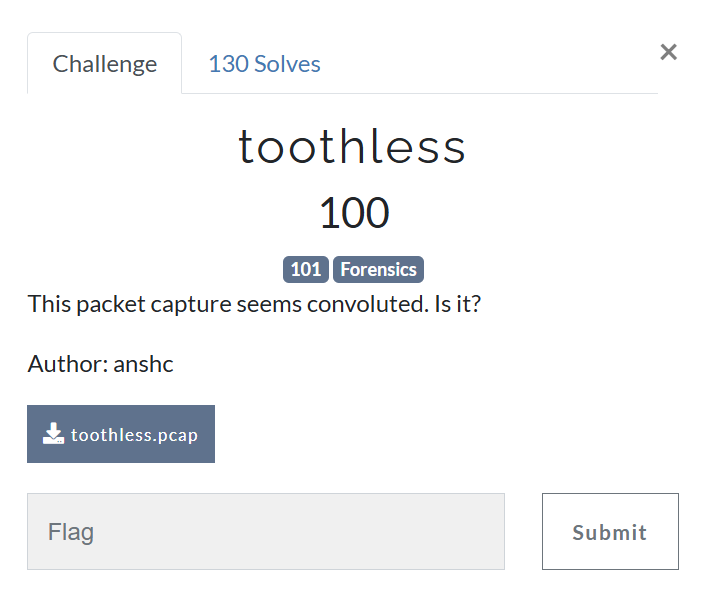 Challenge
130 Solves
×
toothless
100
101 Forensics
This packet capture seems convoluted. Is it?
Author: anshc
toothless.pcap
Flag
Submit